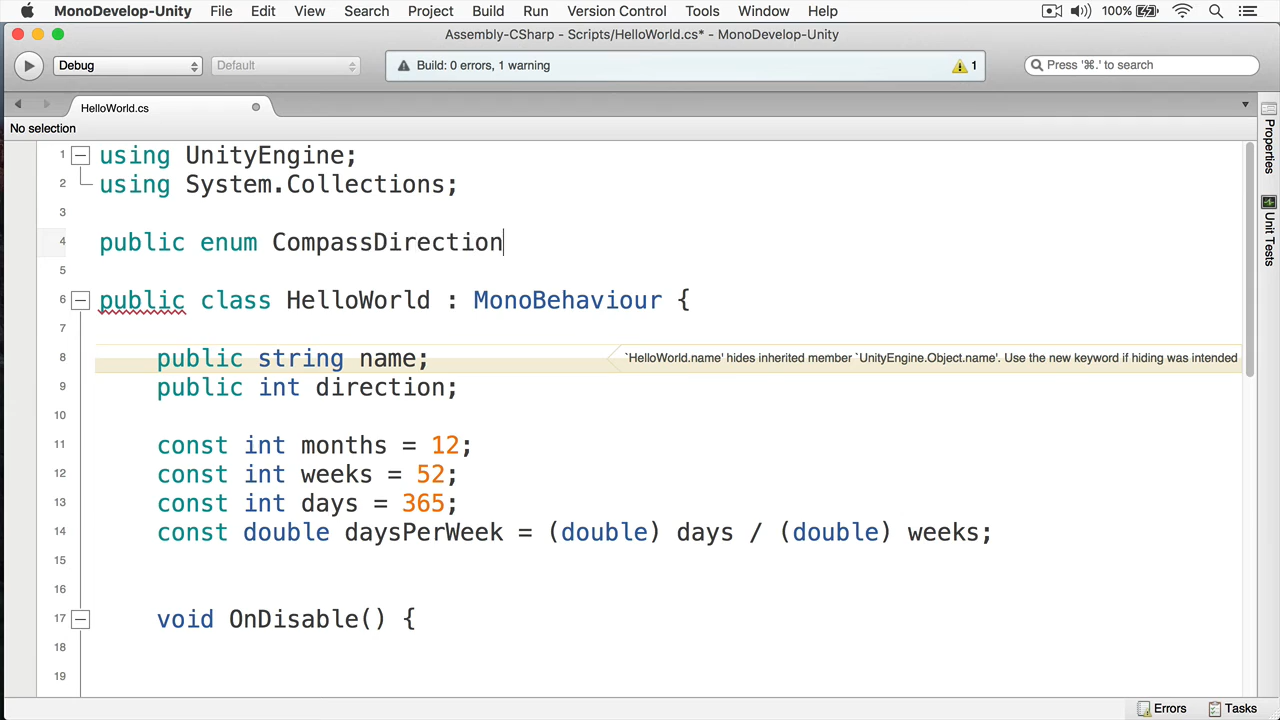 MonoDevelop-Unity File Edit View Search Project Build Run Version Control Tools Window Help 100%
Assembly-CSharp - Scripts/HelloWorld.cs* - MonoDevelop-Unity
Debug Default Build: 0 errors, 1 warning 1 Press '⌘.' to search
HelloWorld.cs
No selection
1 using UnityEngine;
2 using System.Collections;
3
4 public enum CompassDirection
5
6 public class HelloWorld : MonoBehaviour {
7
8 public string name; `HelloWorld.name' hides inherited member `UnityEngine.Object.name'. Use the new keyword if hiding was intended
9 public int direction;
10
11 const int months = 12;
12 const int weeks = 52;
13 const int days = 365;
14 const double daysPerWeek = (double) days / (double) weeks;
15
16
17 void OnDisable() {
18
19
Properties
Unit Tests
Errors Tasks